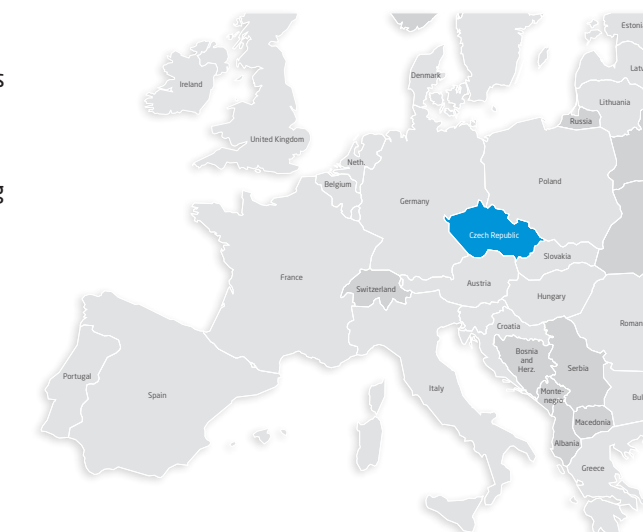 Estoni
Latv
Lithuania
Russia
Denmark
Ireland
United Kingdom
Neth.
Belgium
Poland
Germany
Czech Republic
Slovakia
Austria
Hungary
France
Switzerland
Croatia
Roman
Bosnia
and
Herz.
Serbia
Italy
Monte-
negro
Portugal
Spain
Bul
Macedonia
Albania
Greece
s
g